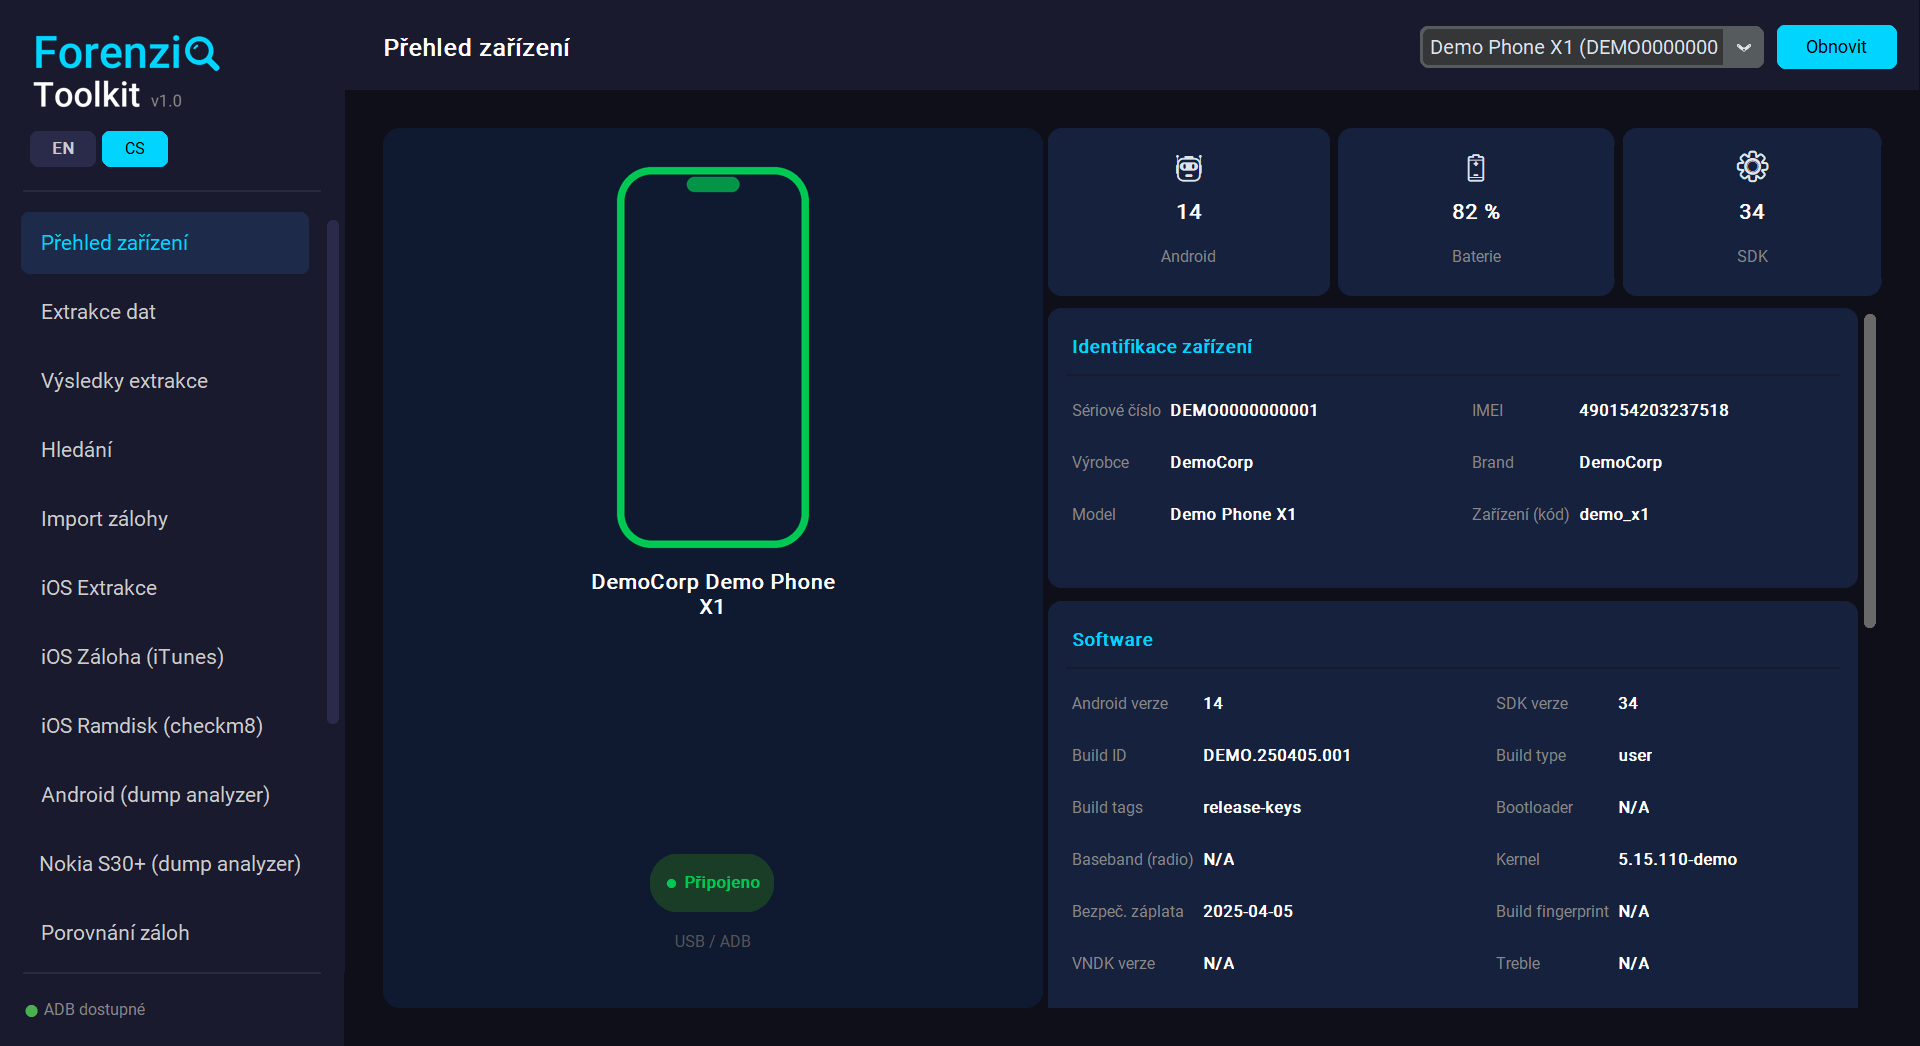 Forenzi
Toolkit v1.0
EN CS
Přehled zařízení
Extrakce dat
Výsledky extrakce
Hledání
Import zálohy
iOS Extrakce
iOS Záloha (iTunes)
iOS Ramdisk (checkm8)
Android (dump analyzer)
Nokia S30+ (dump analyzer)
Porovnání záloh
ADB dostupné
Přehled zařízení
Demo Phone X1 (DEMO0000000
Obnovit
DemoCorp Demo Phone
X1
Připojeno
USB / ADB
14
Android
82 %
Baterie
34
SDK
Identifikace zařízení
Sériové číslo DEMO0000000001 IMEI 490154203237518
Výrobce DemoCorp Brand DemoCorp
Model Demo Phone X1 Zařízení (kód) demo_x1
Software
Android verze 14 SDK verze 34
Build ID DEMO.250405.001 Build type user
Build tags release-keys Bootloader N/A
Baseband (radio) N/A Kernel 5.15.110-demo
Bezpeč. záplata 2025-04-05 Build fingerprint N/A
VNDK verze N/A Treble N/A